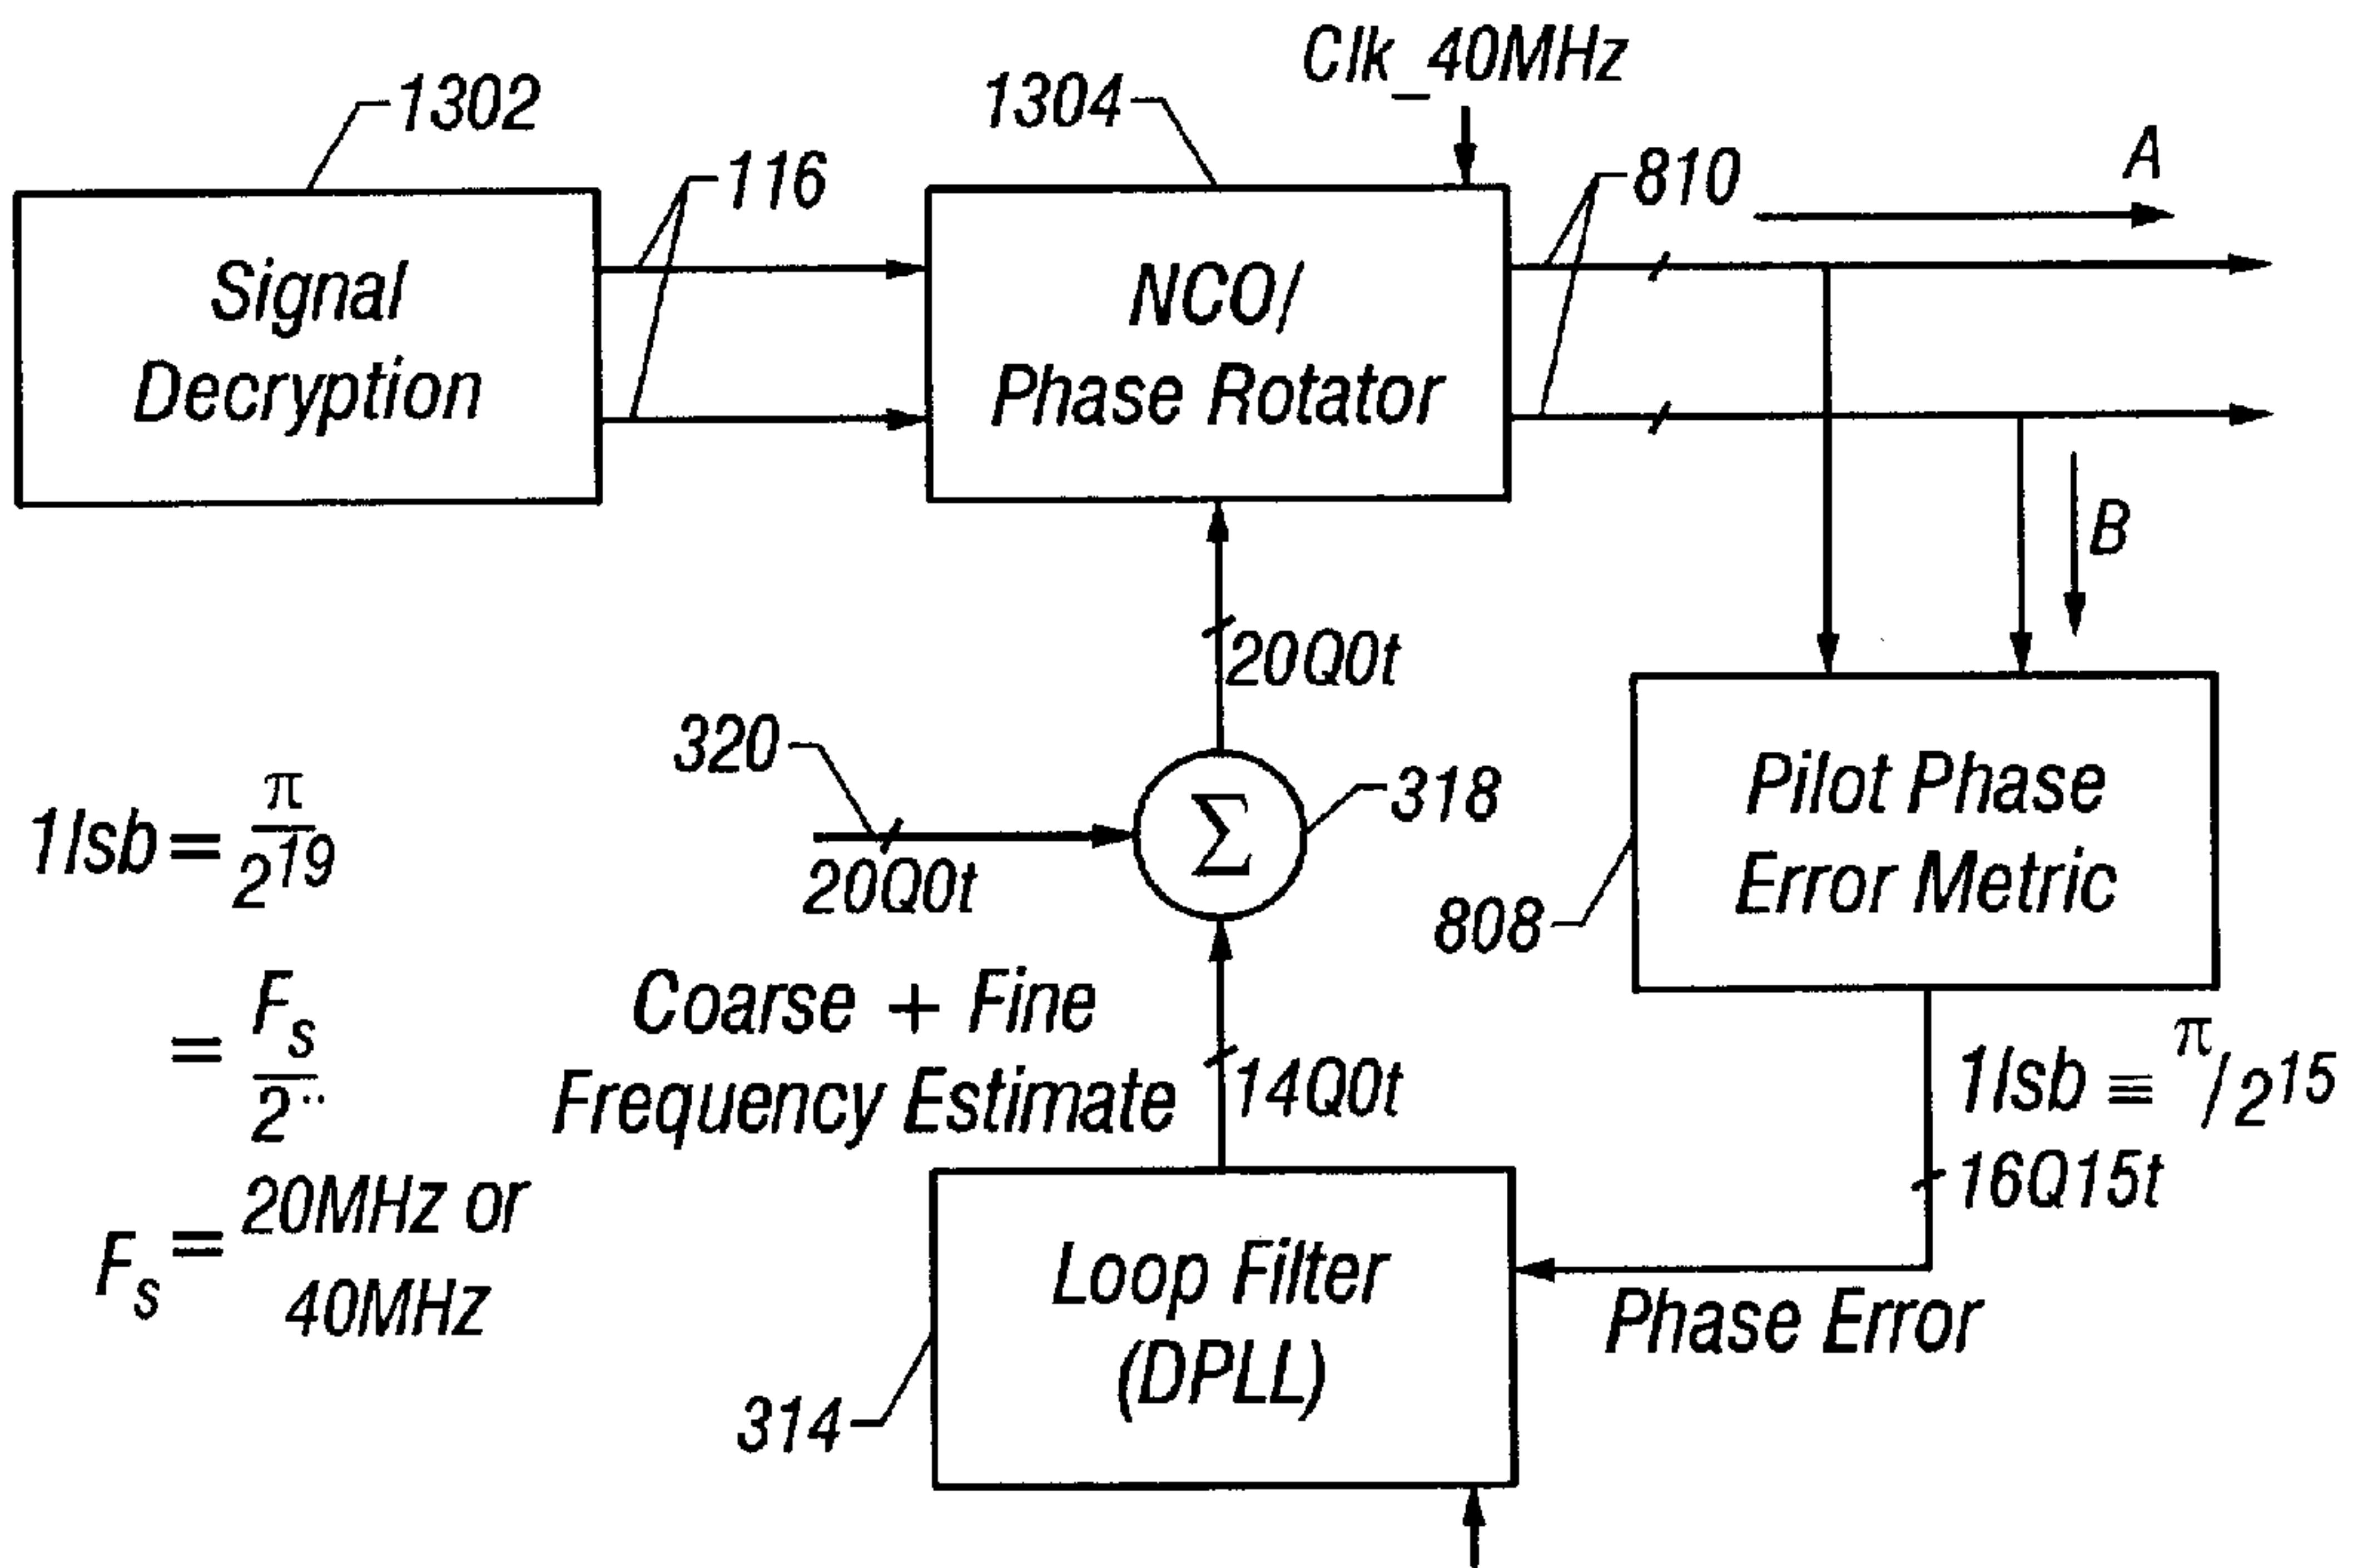 Clk_40MHz
1302
1304
116
810
A
Signal
Decryption
NCO/
Phase Rotator
B
20Q0t
320
318
20Q0t
Σ
Pilot Phase
Error Metric
808
1lsb = π/2^19
= Fs/2^¨
Fs = 20MHz or
40MHz
Coarse + Fine
Frequency Estimate
14Q0t
1lsb ≡ π/2^15
16Q15t
Loop Filter
(DPLL)
314
Phase Error